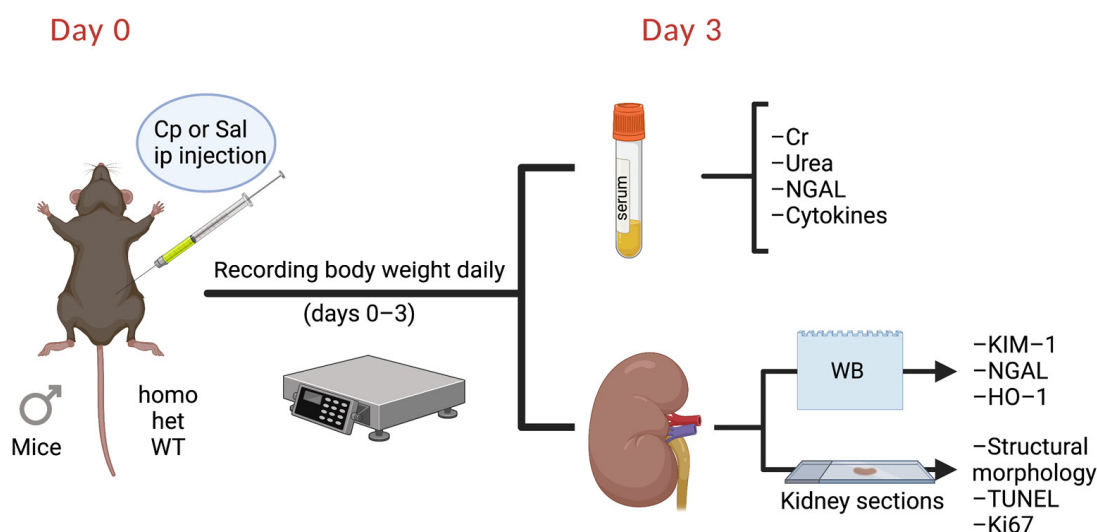 Day 0
Day 3
Cp or Sal
ip injection
Recording body weight daily
(days 0–3)
Mice
homo
het
WT
serum
–Cr
–Urea
–NGAL
–Cytokines
WB
–KIM–1
–NGAL
–HO–1
Kidney sections
–Structural
morphology
–TUNEL
–Ki67